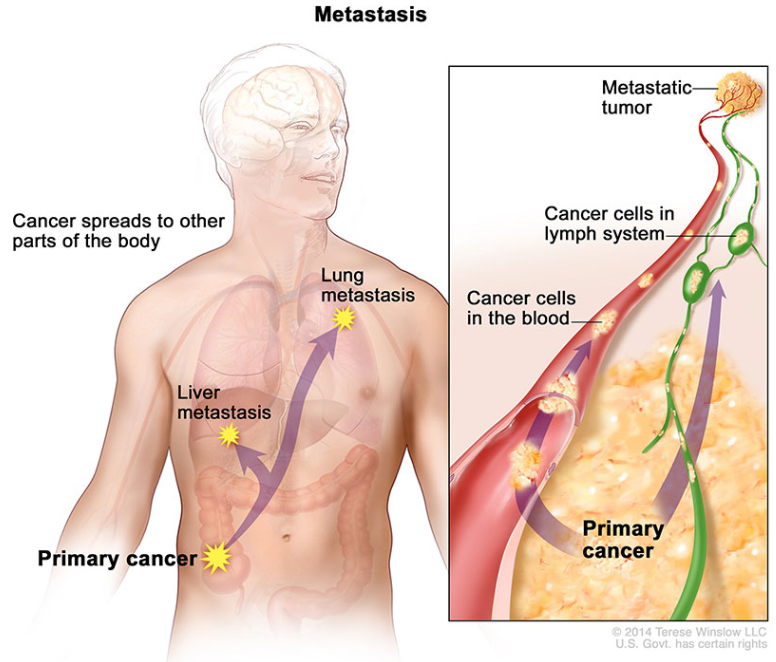 Metastasis
Cancer spreads to other
parts of the body
Lung
metastasis
Liver
metastasis
Primary cancer
Metastatic
tumor
Cancer cells in
lymph system
Cancer cells
in the blood
Primary
cancer
© 2014 Terese Winslow LLC
U.S. Govt. has certain rights